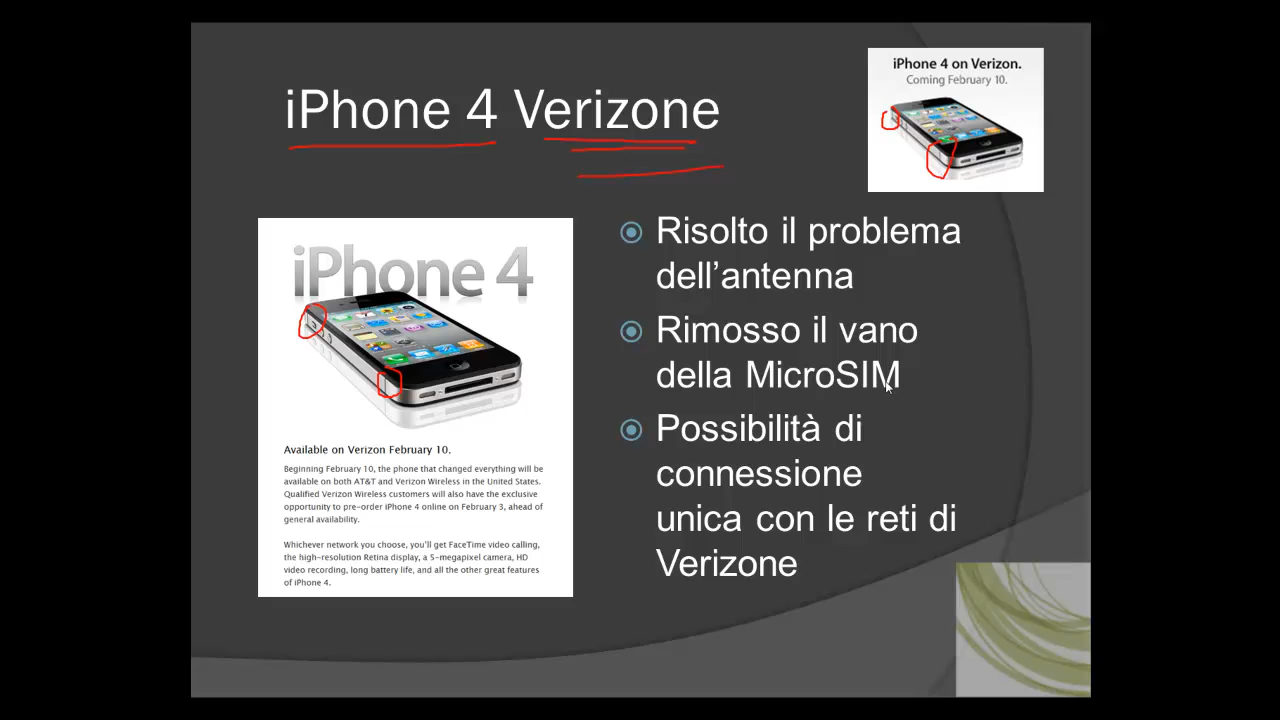 iPhone 4 Verizone
iPhone 4 on Verizon.
Coming February 10.
iPhone 4
Available on Verizon February 10.
Beginning February 10, the phone that changed everything will be
available on both AT&T and Verizon Wireless in the United States.
Qualified Verizon Wireless customers will also have the exclusive
opportunity to pre-order iPhone 4 online on February 3, ahead of
general availability.
Whichever network you choose, you'll get FaceTime video calling,
the high-resolution Retina display, a 5-megapixel camera, HD
video recording, long battery life, and all the other great features
of iPhone 4.
Risolto il problema
dell’antenna
Rimosso il vano
della MicroSIM
Possibilità di
connessione
unica con le reti di
Verizone